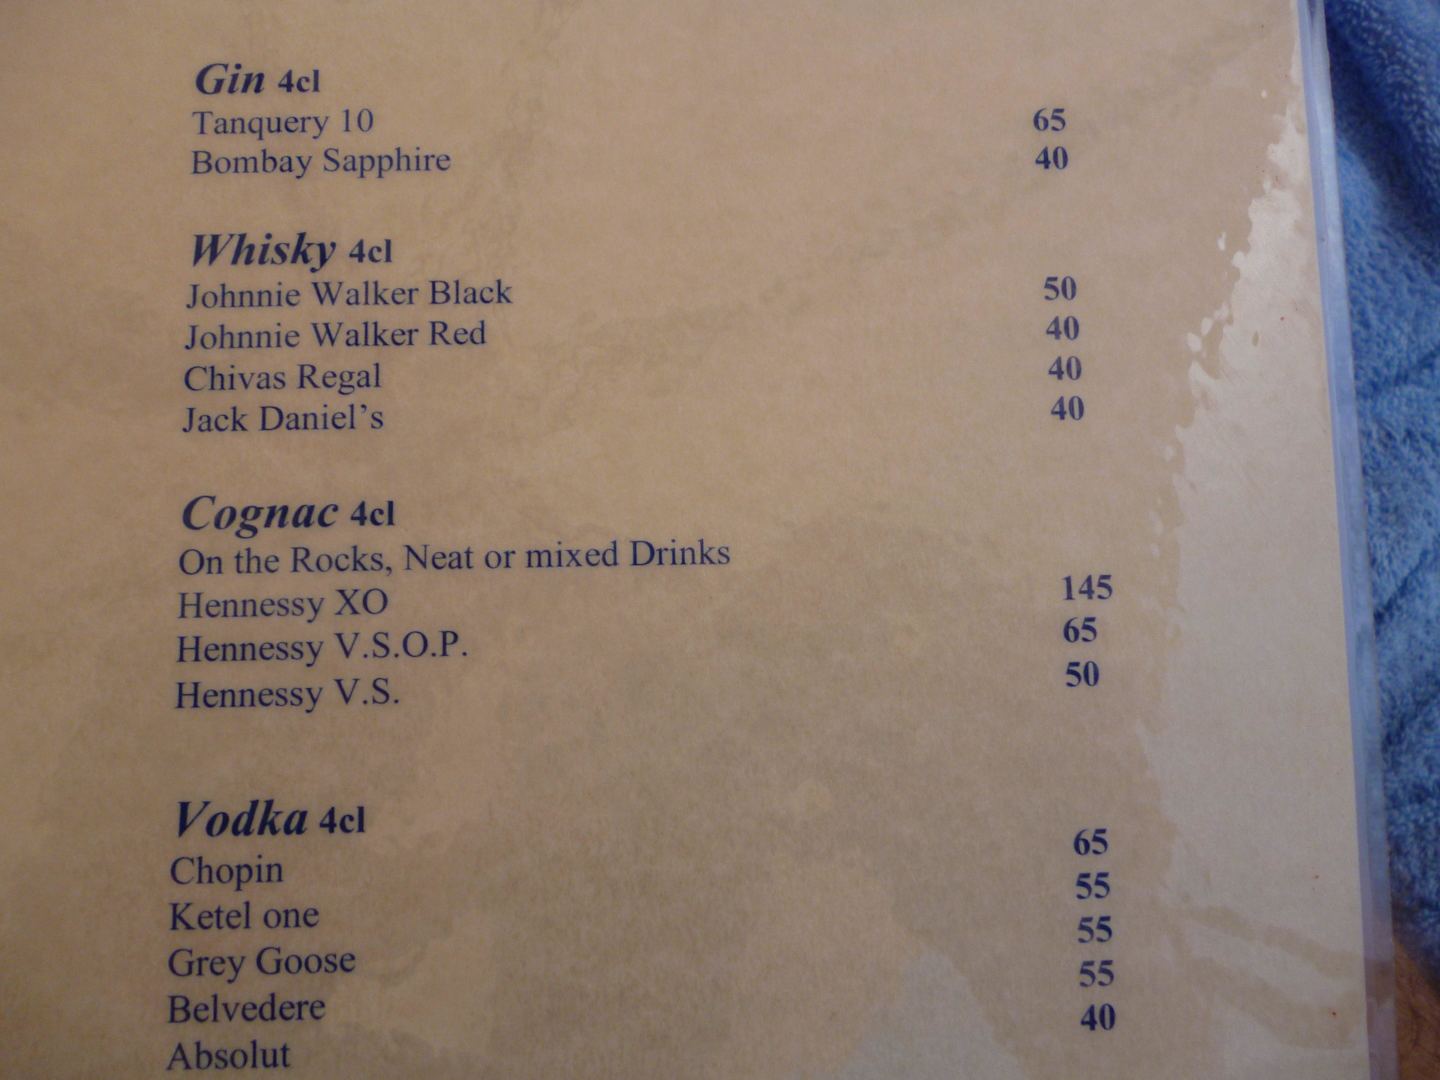 Gin 4cl
Tanquery 10 65
Bombay Sapphire 40
Whisky 4cl
Johnnie Walker Black 50
Johnnie Walker Red 40
Chivas Regal 40
Jack Daniel’s 40
Cognac 4cl
On the Rocks, Neat or mixed Drinks
Hennessy XO 145
Hennessy V.S.O.P. 65
Hennessy V.S. 50
Vodka 4cl
Chopin 65
Ketel one 55
Grey Goose 55
Belvedere 55
Absolut 40